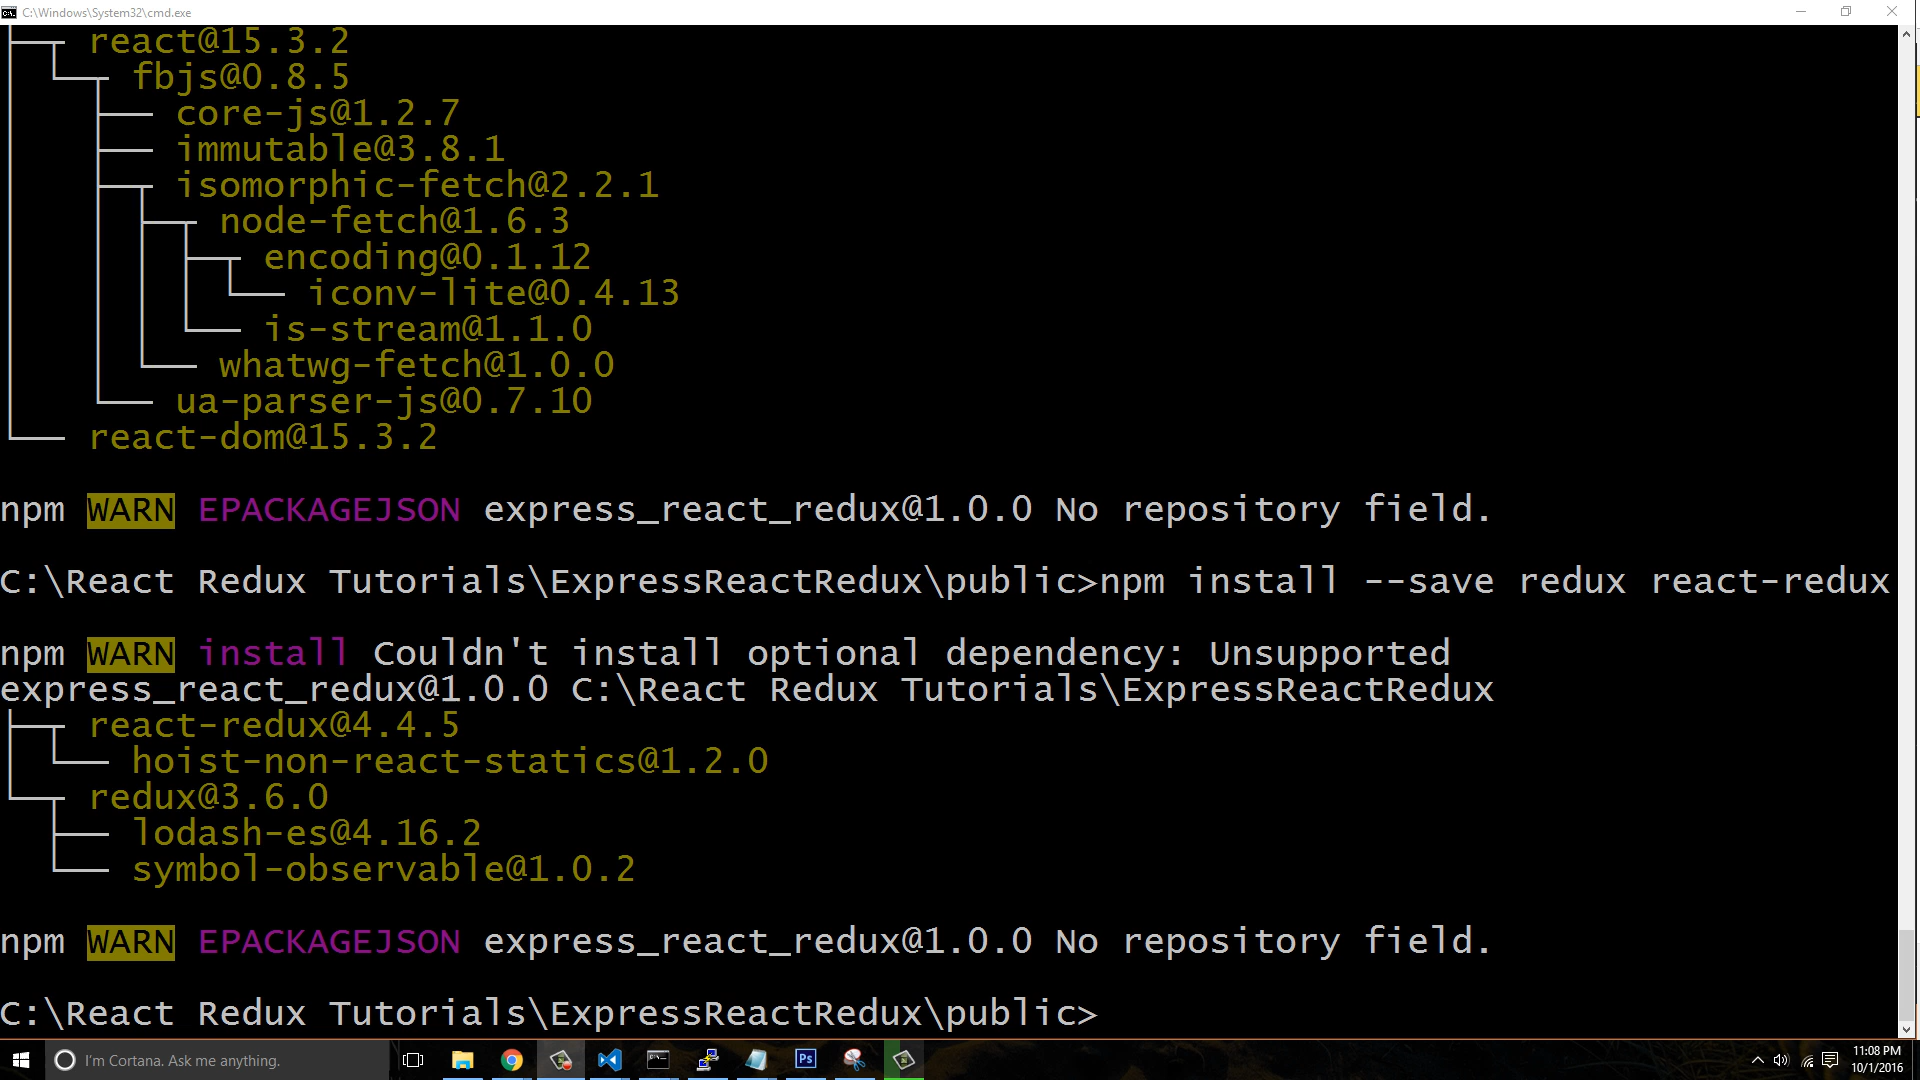 C:\Windows\System32\cmd.exe
react@15.3.2
fbjs@0.8.5
core-js@1.2.7
immutable@3.8.1
isomorphic-fetch@2.2.1
node-fetch@1.6.3
encoding@0.1.12
iconv-lite@0.4.13
is-stream@1.1.0
whatwg-fetch@1.0.0
ua-parser-js@0.7.10
react-dom@15.3.2
npm WARN EPACKAGEJSON express_react_redux@1.0.0 No repository field.
C:\React Redux Tutorials\ExpressReactRedux\public>npm install --save redux react-redux
npm WARN install Couldn't install optional dependency: Unsupported
express_react_redux@1.0.0 C:\React Redux Tutorials\ExpressReactRedux
react-redux@4.4.5
hoist-non-react-statics@1.2.0
redux@3.6.0
lodash-es@4.16.2
symbol-observable@1.0.2
npm WARN EPACKAGEJSON express_react_redux@1.0.0 No repository field.
C:\React Redux Tutorials\ExpressReactRedux\public>
I'm Cortana. Ask me anything.
Ps
11:08 PM
10/1/2016